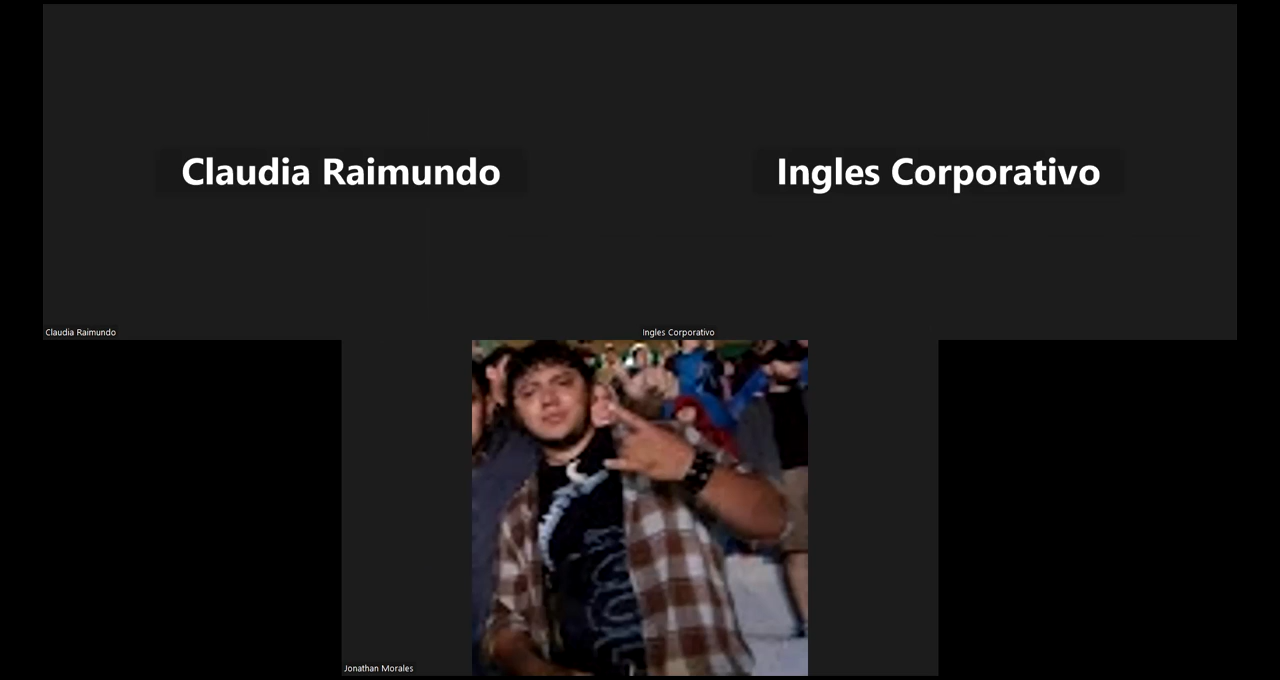 Claudia Raimundo
Ingles Corporativo
Claudia Raimundo
Ingles Corporativo
Jonathan Morales